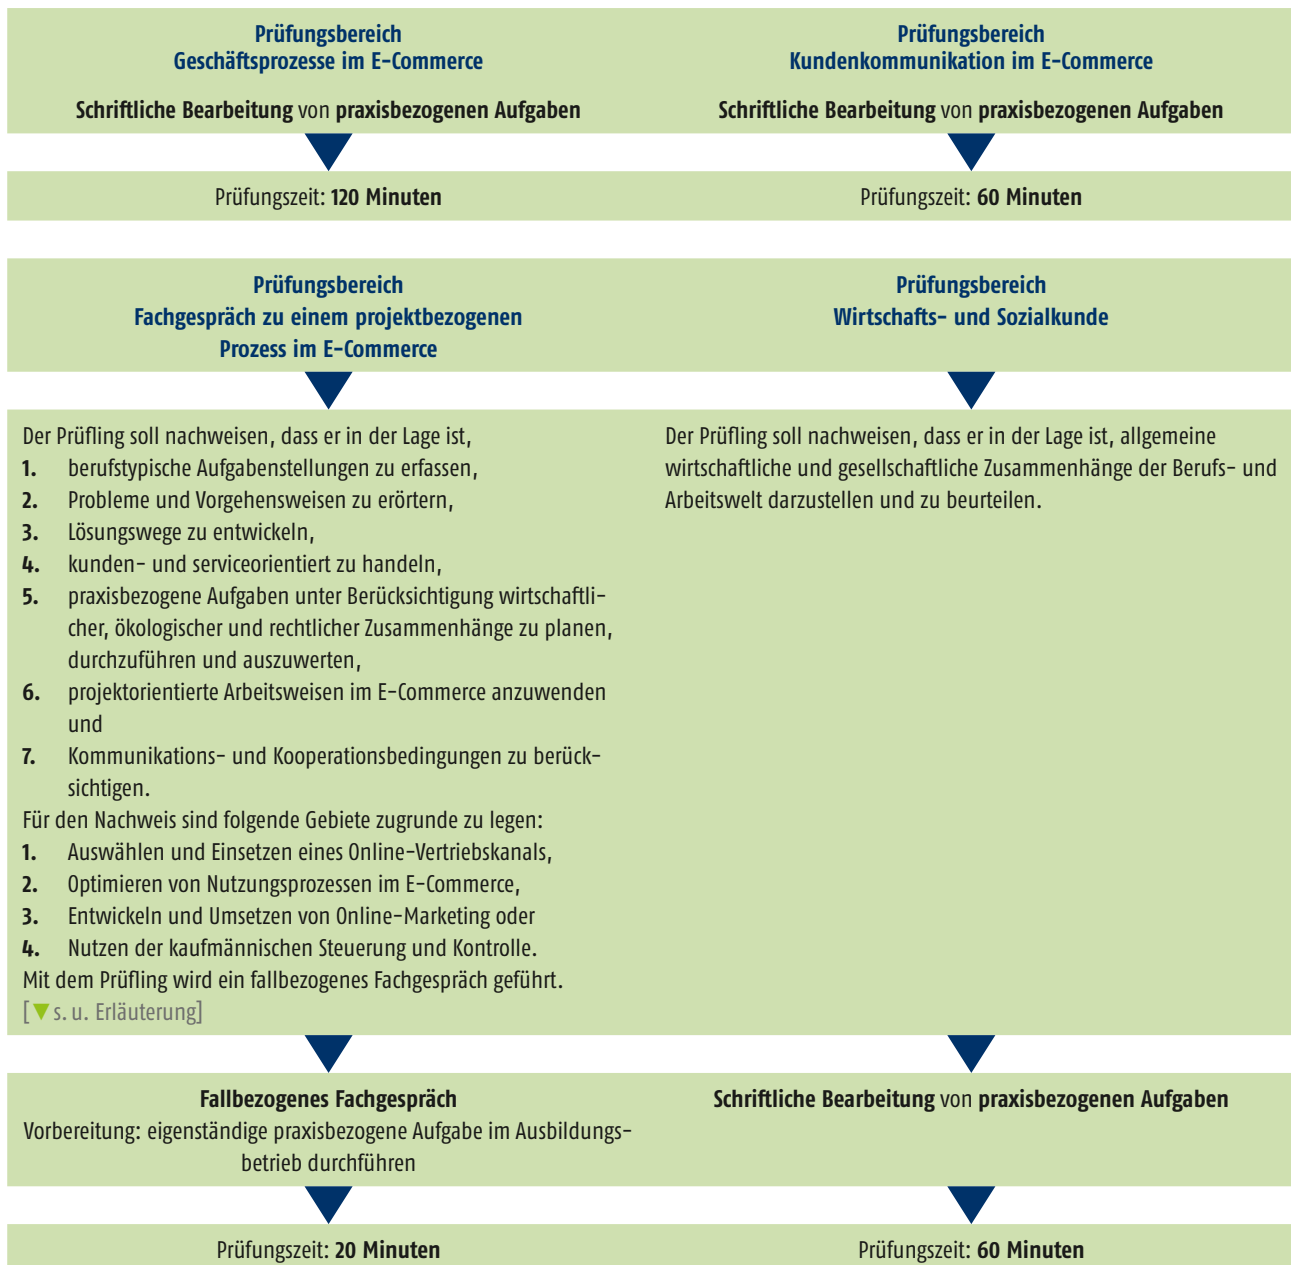 Prüfungsbereich
Geschäftsprozesse im E-Commerce
Schriftliche Bearbeitung von praxisbezogenen Aufgaben
Prüfungszeit: 120 Minuten
Prüfungsbereich
Kundenkommunikation im E-Commerce
Schriftliche Bearbeitung von praxisbezogenen Aufgaben
Prüfungszeit: 60 Minuten
Prüfungsbereich
Fachgespräch zu einem projektbezogenen
Prozess im E-Commerce
Der Prüfling soll nachweisen, dass er in der Lage ist,
1. berufstypische Aufgabenstellungen zu erfassen,
2. Probleme und Vorgehensweisen zu erörtern,
3. Lösungswege zu entwickeln,
4. kunden- und serviceorientiert zu handeln,
5. praxisbezogene Aufgaben unter Berücksichtigung wirtschaftli-
cher, ökologischer und rechtlicher Zusammenhänge zu planen,
durchzuführen und auszuwerten,
6. projektorientierte Arbeitsweisen im E-Commerce anzuwenden
und
7. Kommunikations- und Kooperationsbedingungen zu berück-
sichtigen.
Für den Nachweis sind folgende Gebiete zugrunde zu legen:
1. Auswählen und Einsetzen eines Online-Vertriebskanals,
2. Optimieren von Nutzungsprozessen im E-Commerce,
3. Entwickeln und Umsetzen von Online-Marketing oder
4. Nutzen der kaufmännischen Steuerung und Kontrolle.
Mit dem Prüfling wird ein fallbezogenes Fachgespräch geführt.
[▼s. u. Erläuterung]
Fallbezogenes Fachgespräch
Vorbereitung: eigenständige praxisbezogene Aufgabe im Ausbildungs-
betrieb durchführen
Prüfungszeit: 20 Minuten
Prüfungsbereich
Wirtschafts- und Sozialkunde
Der Prüfling soll nachweisen, dass er in der Lage ist, allgemeine
wirtschaftliche und gesellschaftliche Zusammenhänge der Berufs- und
Arbeitswelt darzustellen und zu beurteilen.
Schriftliche Bearbeitung von praxisbezogenen Aufgaben
Prüfungszeit: 60 Minuten